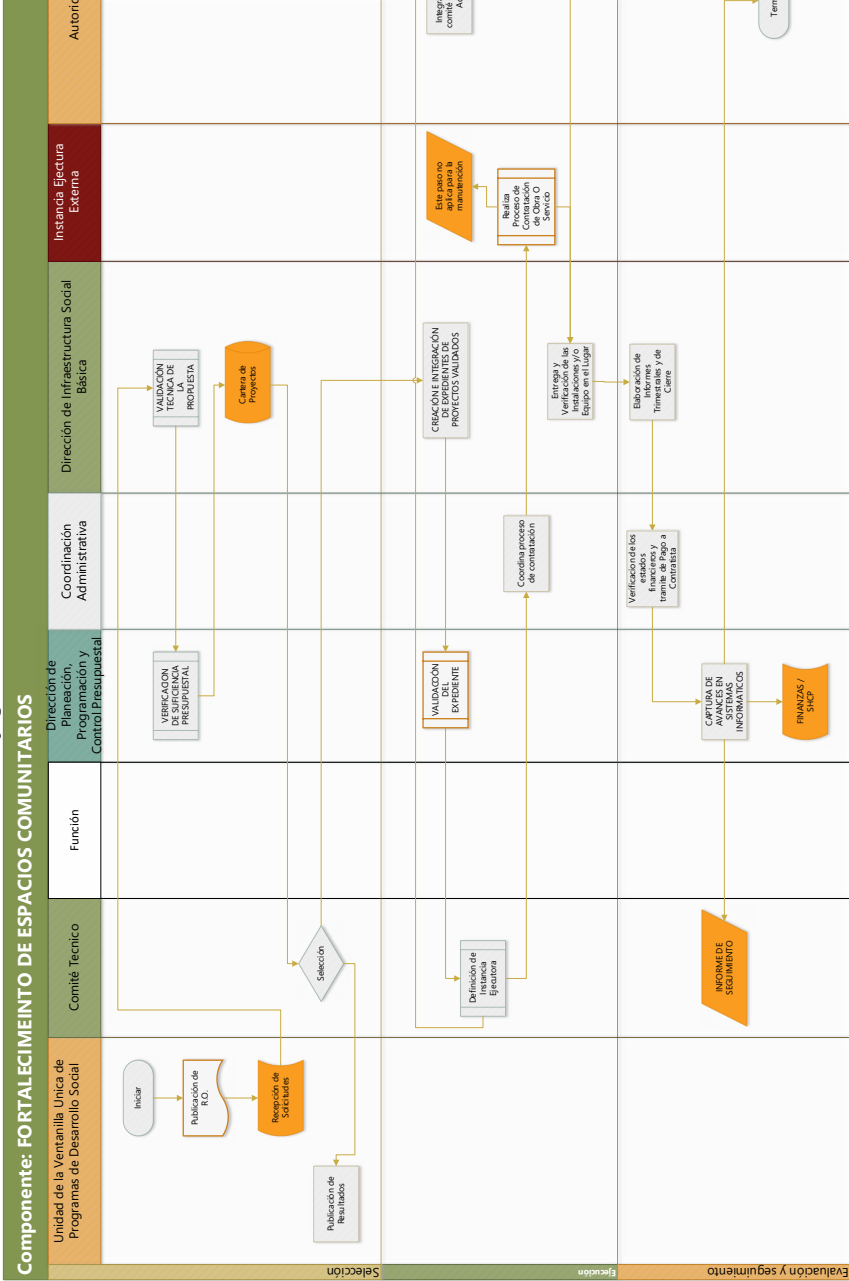 Componente: FORTALECIMEINTO DE ESPACIOS COMUNITARIOS
Unidad de la Ventanilla Unica de
Programas de Desarrollo Social
Comité Tecnico
Función
Dirección de
Planeación,
Programación y
Control Presupuestal
Coordinación
Administrativa
Dirección de Infraestructura Social
Básica
Instancia Ejectura
Externa
Selección
Iniciar
Publicación de
R.O.
Recepción de
Solicitudes
Publicación de
Resultados
Selección
VERIFICACION
DE SUFICIENCIA
PRESUPUESTAL
VALIDACIÓN
TECNICA DE
LA
PROPUESTA
Cartera de
Proyectos
Ejecución
Definición de
Instancia
Ejecutora
VALIDACCIÓN
DEL
EXPEDIENTE
Coordina proceso
de contratación
CREACIÓN E INTEGRACIÓN
DE EXPEDIENTES DE
PROYECTOS VALIDADOS
Entrega y
Verificación de las
Instalaciones y/o
Equipo en el Lugar
Este paso no
aplica para la
manutención
Realiza
Proceso de
Contratación
de Obra O
Servicio
comité
Evaluación y seguimiento
INFORME DE
SEGUIMIENTO
CAPTURA DE
AVANCES EN
SISTEMAS
INFORMATICOS
FINANZAS /
SHCP
Verificacion de los
estados
financieros y
tramite de Pago a
Contratista
Elaboración de
Informes
Trimestrales y de
Cierre